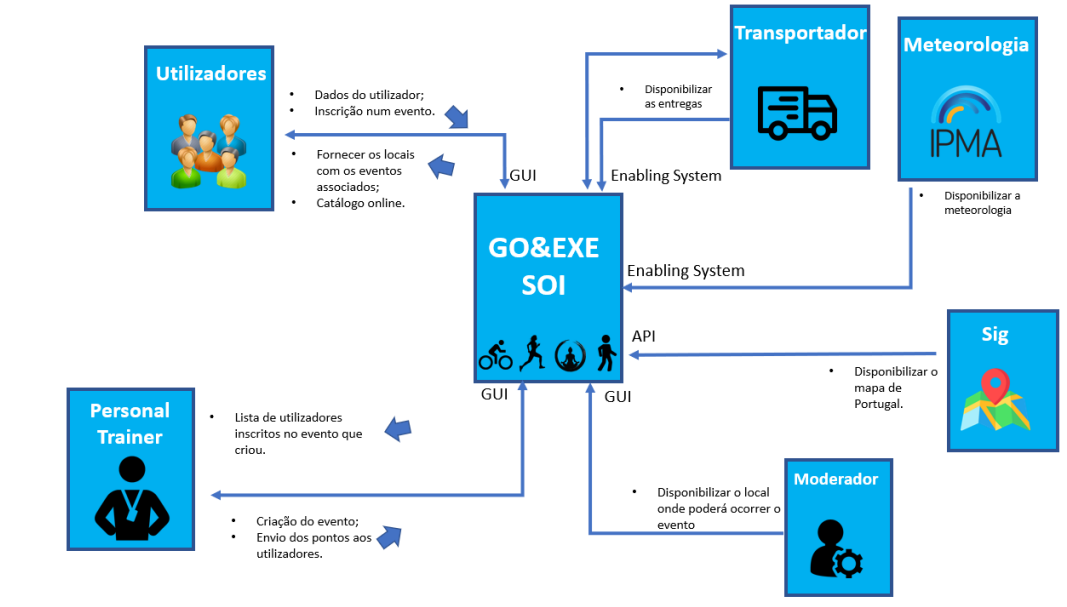 Utilizadores
• Dados do utilizador;
• Inscrição num evento.
• Fornecer os locais
com os eventos
associados;
• Catálogo online.
GUI
Transportador
• Disponibilizar
as entregas
Enabling System
Meteorologia
IPMA
• Disponibilizar a
meteorologia
Enabling System
GO&EXE
SOI
API
Sig
• Disponibilizar o
mapa de
Portugal.
GUI
GUI
Personal
Trainer
• Lista de utilizadores
inscritos no evento que
criou.
• Criação do evento;
• Envio dos pontos aos
utilizadores.
Moderador
• Disponibilizar o local
onde poderá ocorrer o
evento